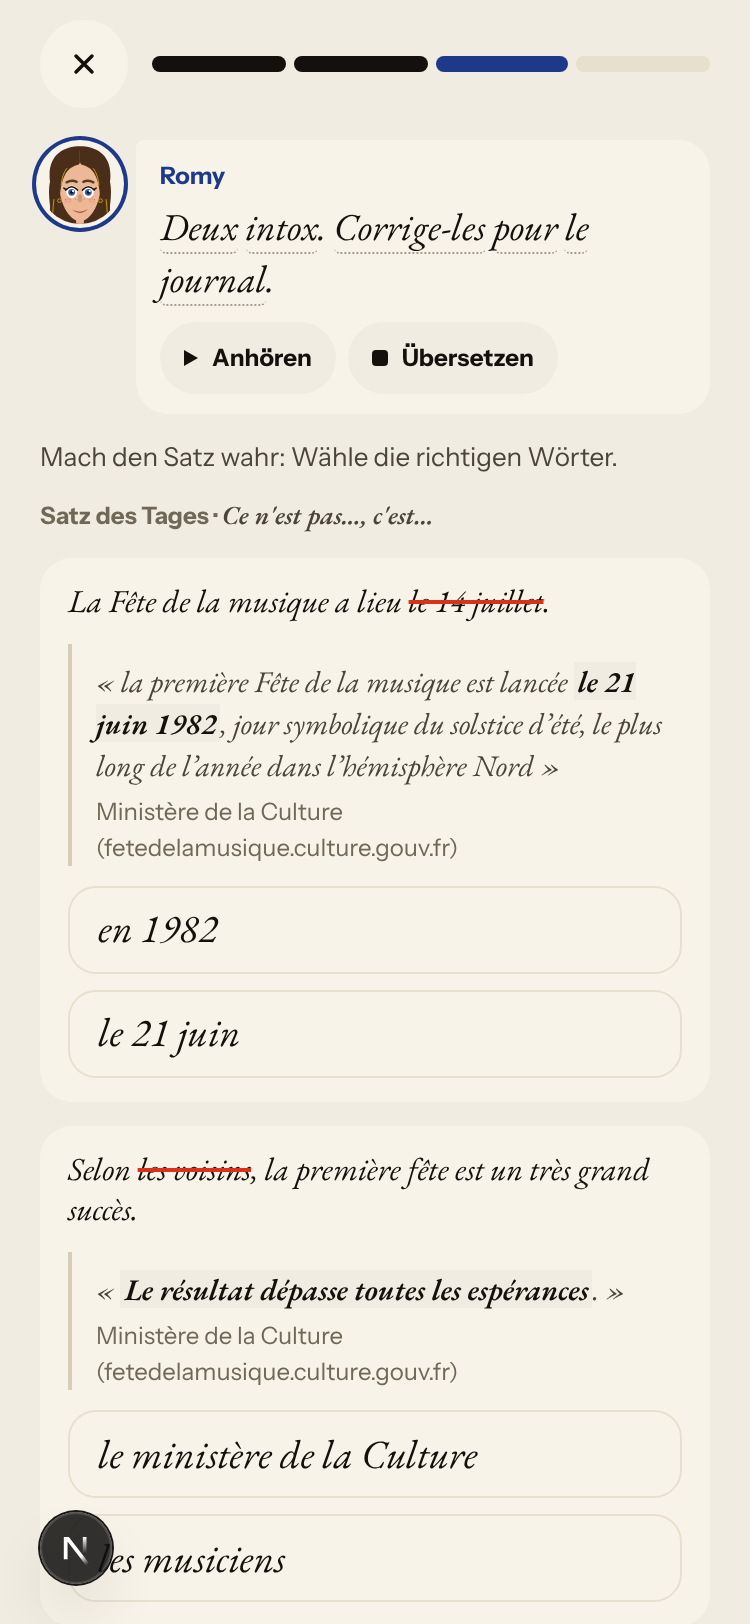 Romy
Deux intox. Corrige-les pour le
journal.
Anhören
Übersetzen
Mach den Satz wahr: Wähle die richtigen Wörter.
Satz des Tages · Ce n'est pas..., c'est...
La Fête de la musique a lieu le 14 juillet.
« la première Fête de la musique est lancée le 21
juin 1982, jour symbolique du solstice d’été, le plus
long de l’année dans l’hémisphère Nord »
Ministère de la Culture
(fetedelamusique.culture.gouv.fr)
en 1982
le 21 juin
Selon les voisins, la première fête est un très grand
succès.
« Le résultat dépasse toutes les espérances. »
Ministère de la Culture
(fetedelamusique.culture.gouv.fr)
le ministère de la Culture
les musiciens
N